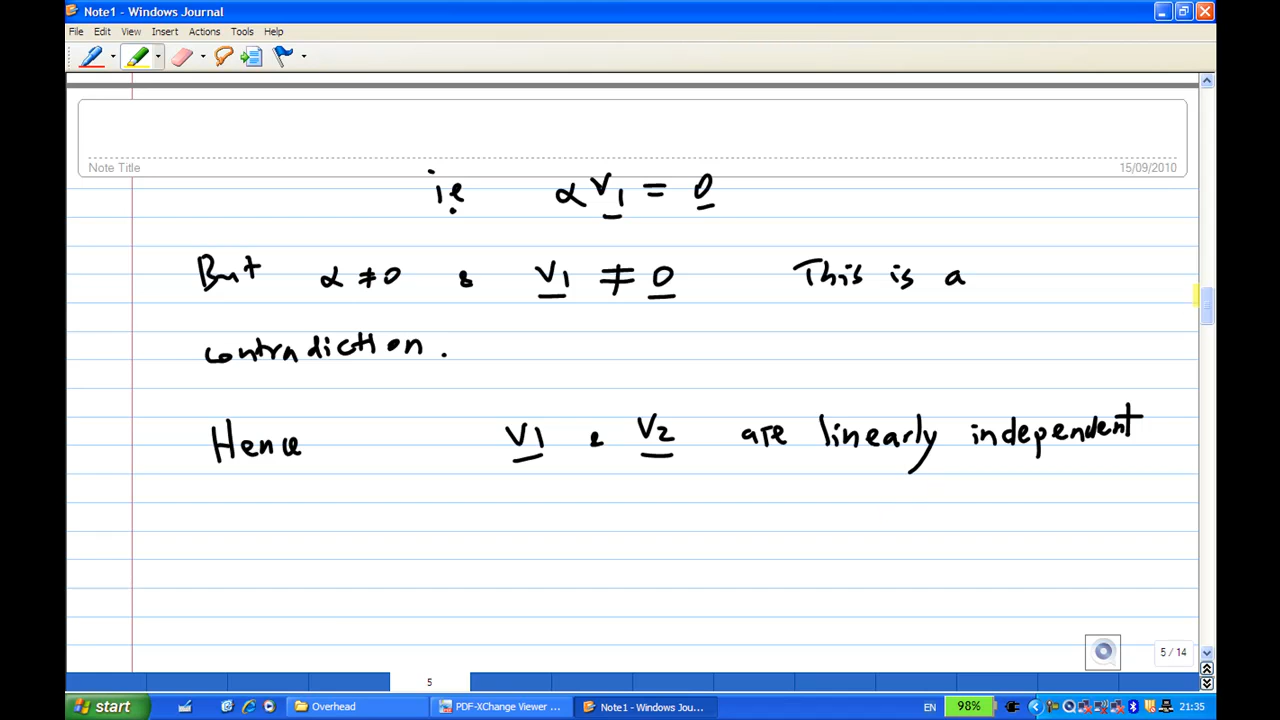 Note1 - Windows Journal
File Edit View Insert Actions Tools Help
Note Title
15/09/2010
ie αv1 = 0
But α ≠ 0 & v1 ≠ 0 This is a
contradiction.
Hence v1 & v2 are linearly independent
5 / 14
5
start Overhead PDF-XChange Viewer ... Note1 - Windows Jou... EN 98% 21:35